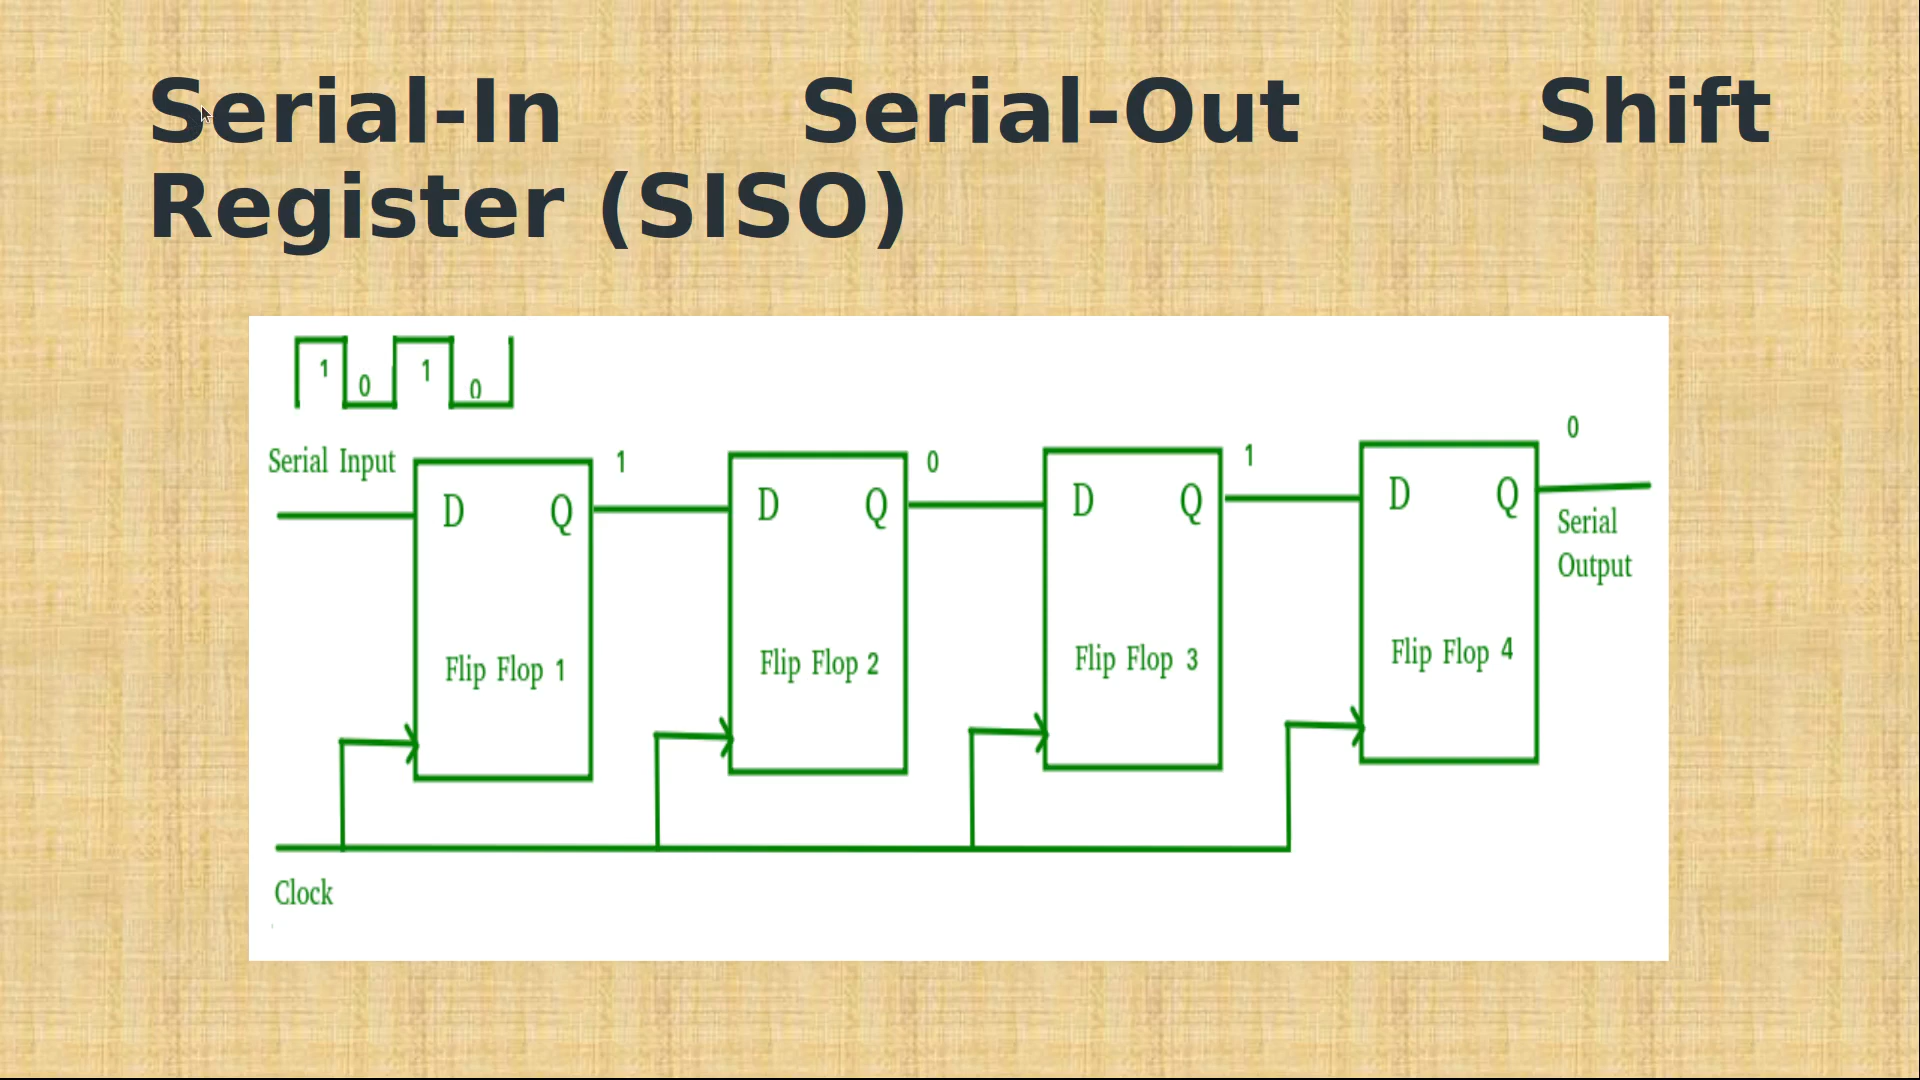 Serial-In Serial-Out Shift
Register (SISO)
1 0 1 0
Serial Input
1
0
1
0
D Q
D Q
D Q
D Q
Serial
Output
Flip Flop 1
Flip Flop 2
Flip Flop 3
Flip Flop 4
Clock